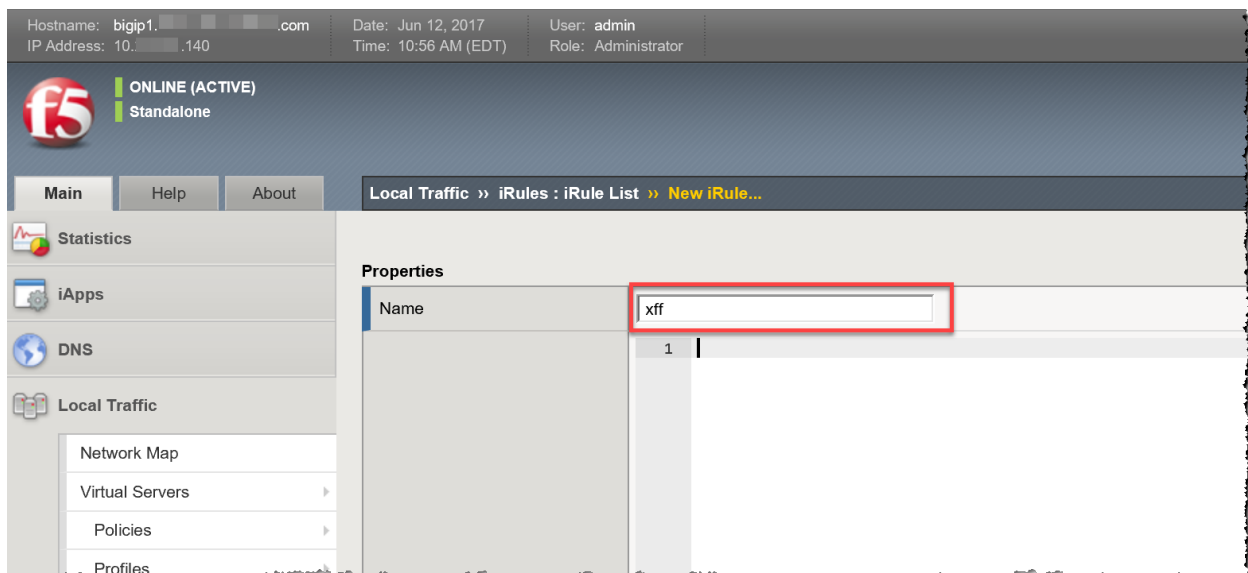 Hostname: bigip1. .com Date: Jun 12, 2017 User: admin
IP Address: 10. .140 Time: 10:56 AM (EDT) Role: Administrator
f5
ONLINE (ACTIVE)
Standalone
Main Help About
Local Traffic ›› iRules : iRule List ›› New iRule...
Statistics
iApps
DNS
Local Traffic
Network Map
Virtual Servers
Policies
Profiles
Properties
Name xff
1